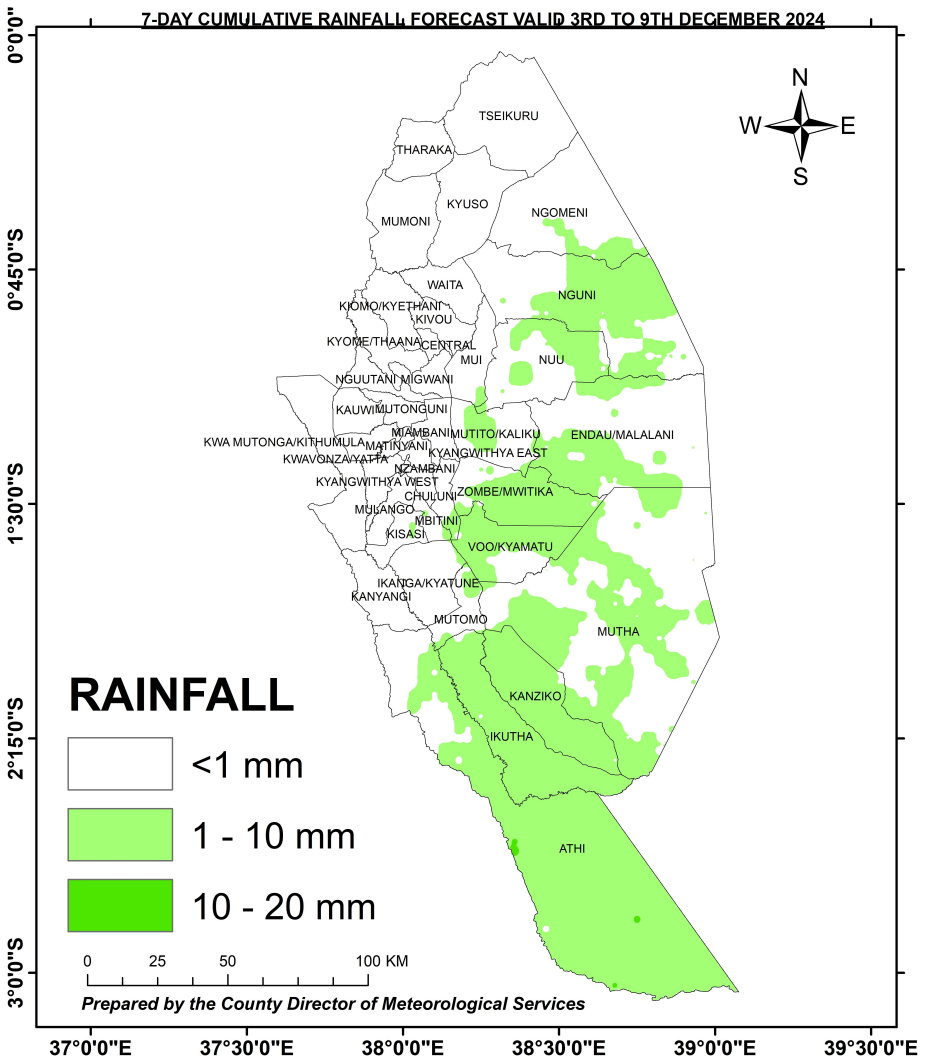 7-DAY CUMULATIVE RAINFALL FORECAST VALID 3RD TO 9TH DECEMBER 2024
0°0'0"
N
W E
S
TSEIKURU
THARAKA
KYUSO
NGOMENI
MUMONI
0°45'0"S
WAITA
NGUNI
KIOMO/KYETHANI
KIVOU
KYOME/THAANA
CENTRAL
MUI
NUU
NGUUTANI
MIGWANI
KAUWI
MUTONGUNI
MIAMBANI
MUTITO/KALIKU
ENDAU/MALALANI
KWA MUTONGA/KITHUMULA
MATINYANI
KYANGWITHYA EAST
KWAVONZA/YATTA
NZAMBANI
KYANGWITHYA WEST
ZOMBE/MWITIKA
CHULUNI
1°30'0"S
MULANGO
MBITINI
KISASI
VOO/KYAMATU
IKANGA/KYATUNE
KANYANGI
MUTOMO
MUTHA
KANZIKO
IKUTHA
2°15'0"S
ATHI
RAINFALL
<1 mm
1 - 10 mm
10 - 20 mm
0 25 50 100 KM
3°0'0"S
Prepared by the County Director of Meteorological Services
37°0'0"E 37°30'0"E 38°0'0"E 38°30'0"E 39°0'0"E 39°30'0"E